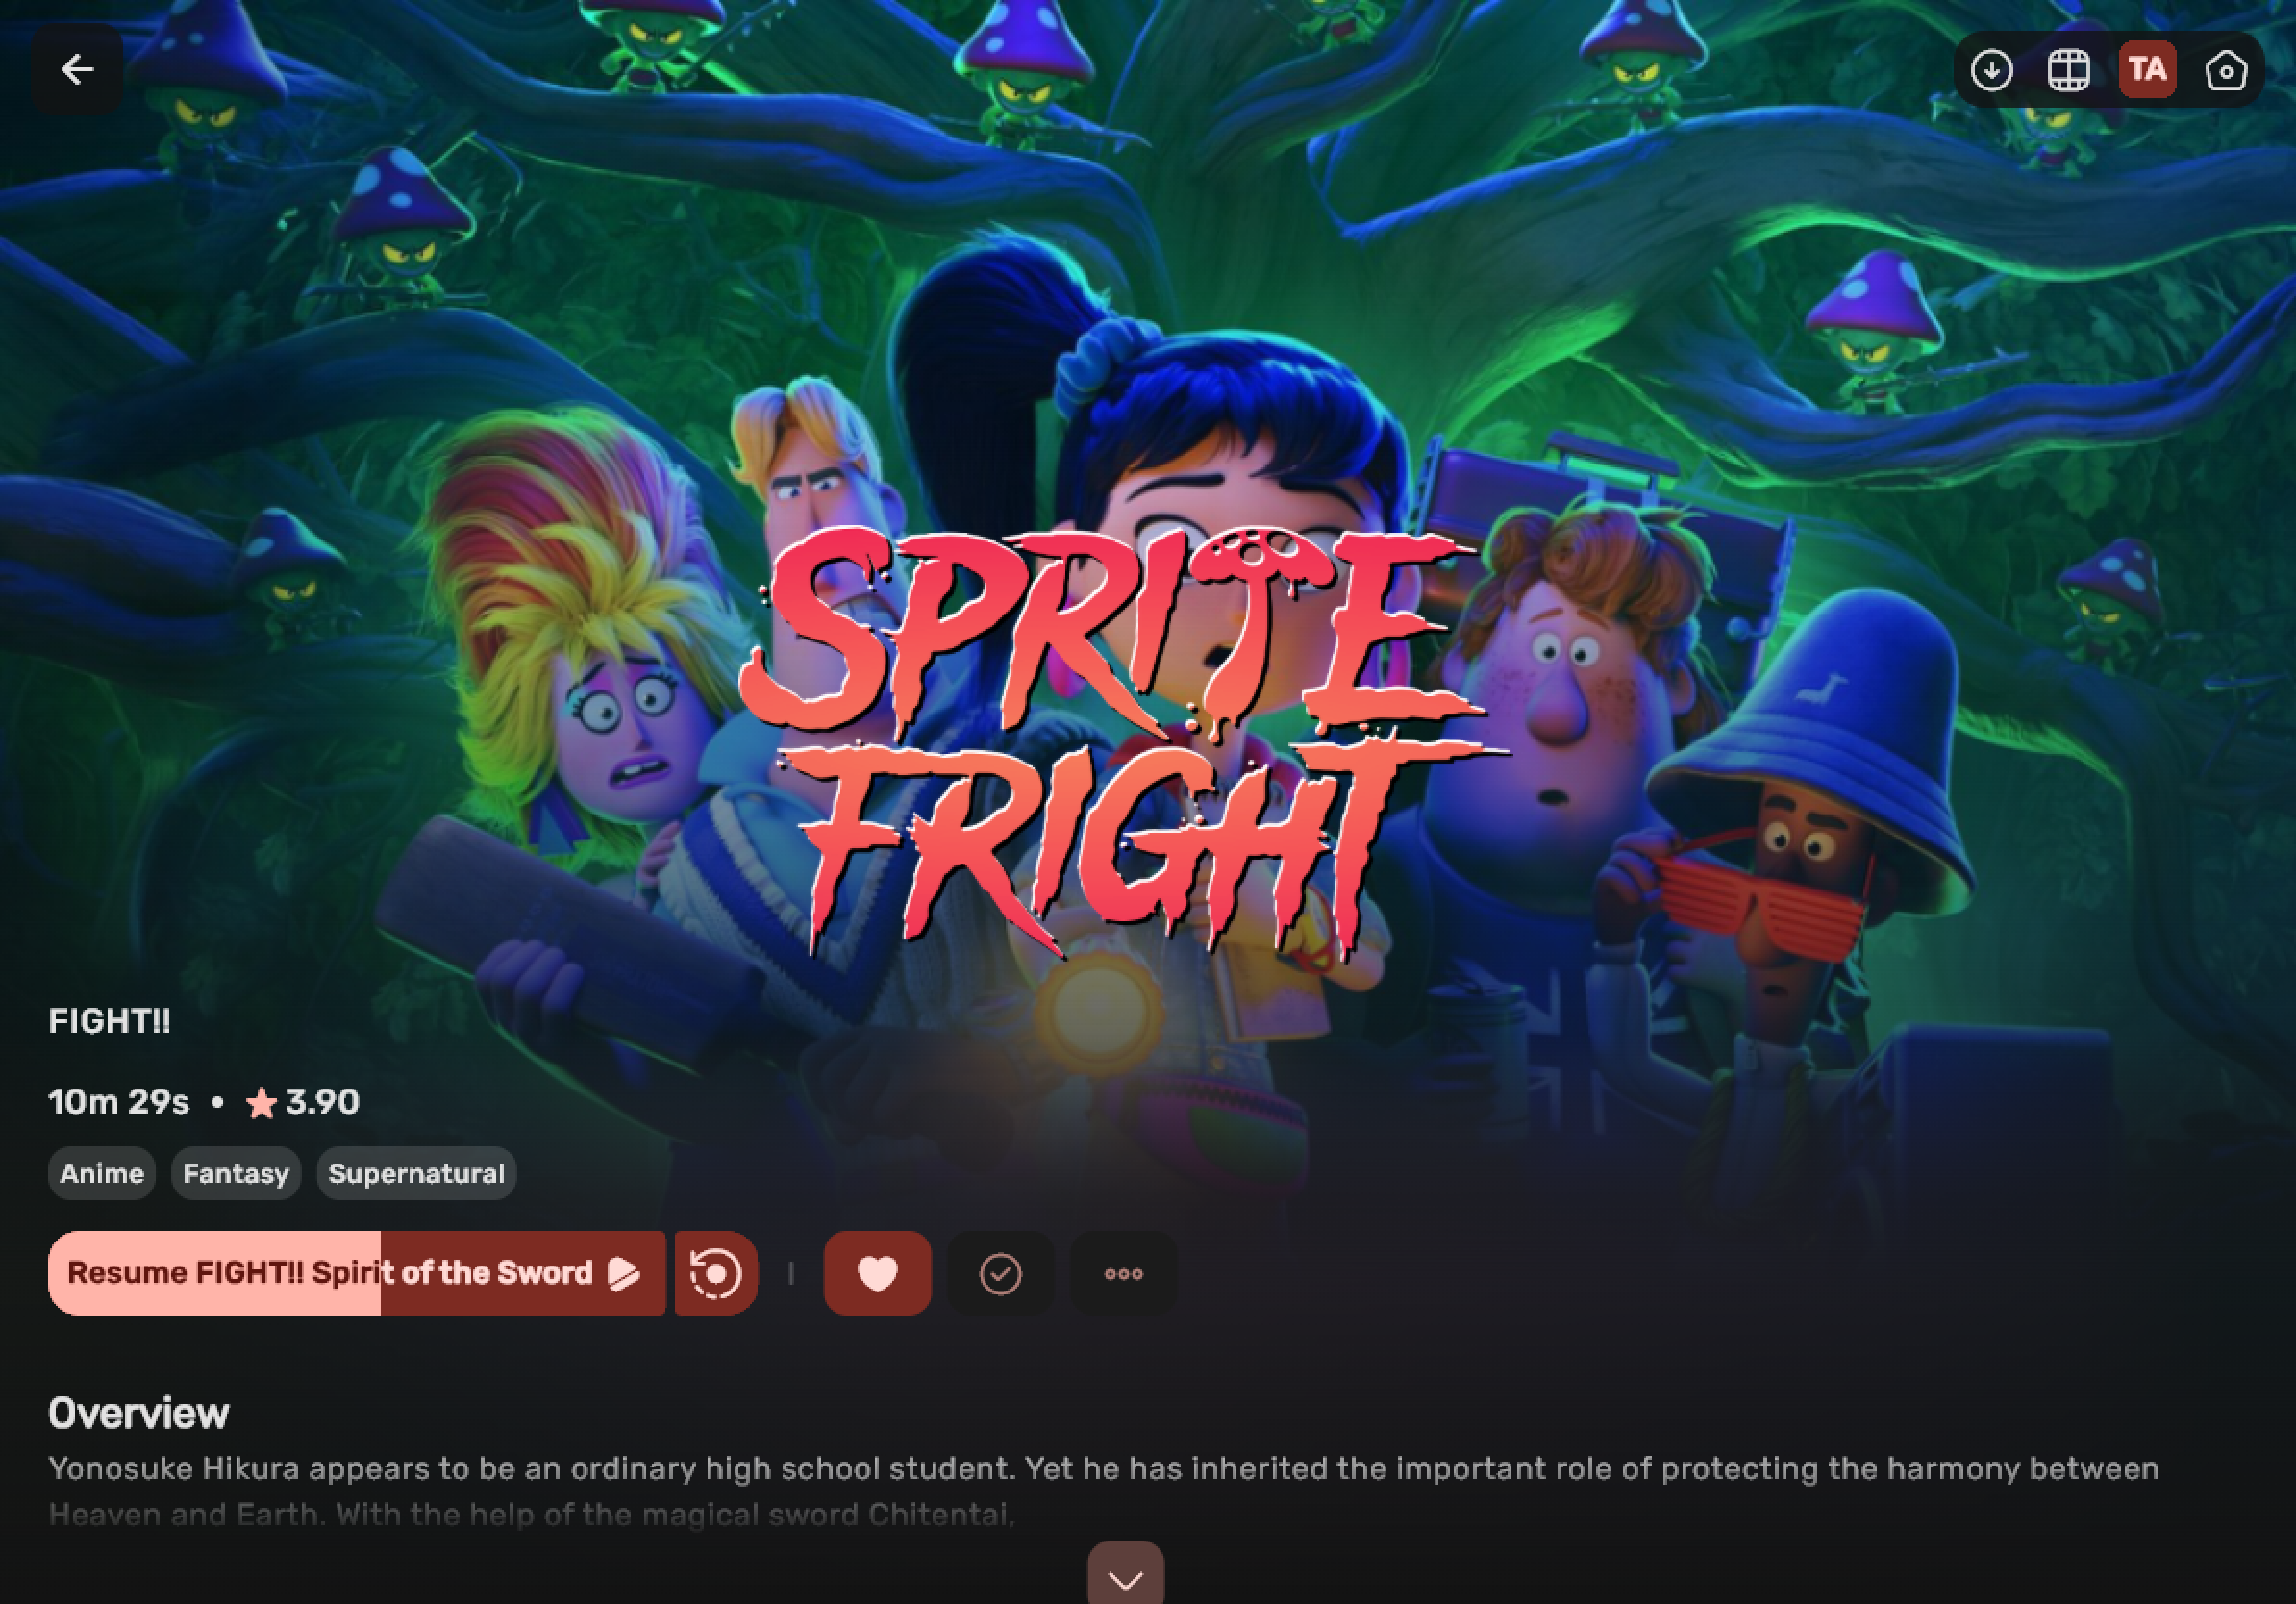 TA
SPRITE
FRIGHT
FIGHT!!
10m 29s • ★ 3.90
Anime Fantasy Supernatural
Resume FIGHT!! Spirit of the Sword
Overview
Yonosuke Hikura appears to be an ordinary high school student. Yet he has inherited the important role of protecting the harmony between
Heaven and Earth. With the help of the magical sword Chitentai,